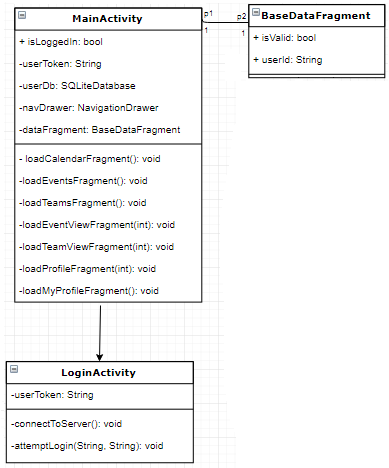 MainActivity
+ isLoggedIn: bool
-userToken: String
-userDb: SQLiteDatabase
-navDrawer: NavigationDrawer
-dataFragment: BaseDataFragment
- loadCalendarFragment(): void
-loadEventsFragment(): void
-loadTeamsFragment(): void
-loadEventViewFragment(int): void
-loadTeamViewFragment(int): void
-loadProfileFragment(int): void
-loadMyProfileFragment(): void
p1
p2
1
1
BaseDataFragment
+ isValid: bool
+ userId: String
LoginActivity
-userToken: String
-connectToServer(): void
-attemptLogin(String, String): void